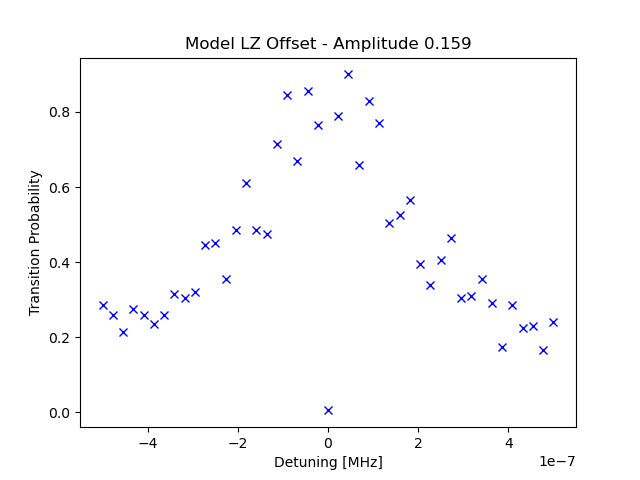 Model LZ Offset - Amplitude 0.159
Transition Probability
0.8
0.6
0.4
0.2
0.0
−4
−2
0
2
4
1e−7
Detuning [MHz]